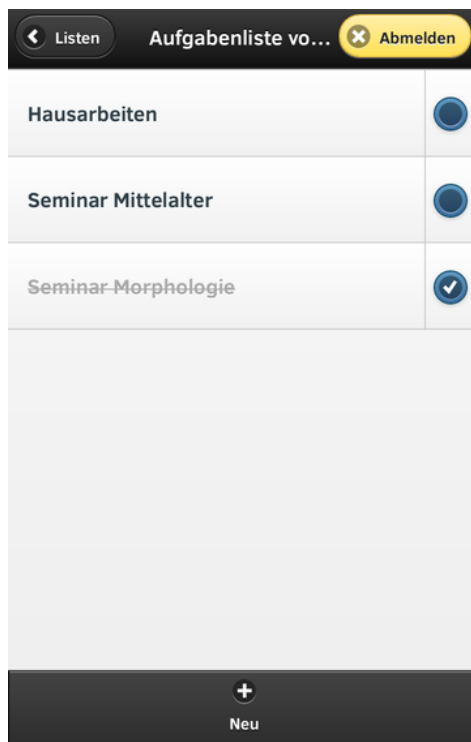 Listen
Aufgabenliste vo...
Abmelden
Hausarbeiten
Seminar Mittelalter
Seminar Morphologie
Neu